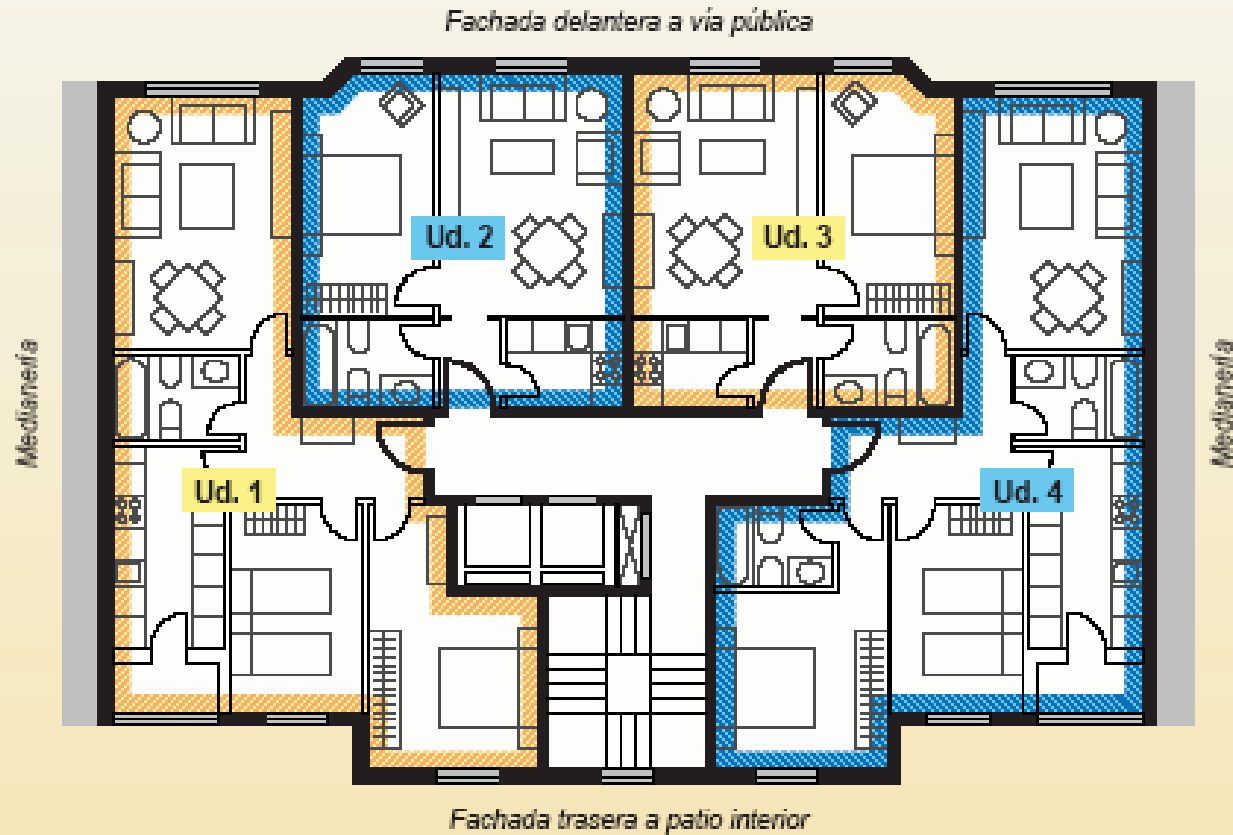 Fachada delantera a vía pública
Ud. 2
Ud. 3
Medianería
Medianería
Ud. 1
Ud. 4
Fachada trasera a patio interior